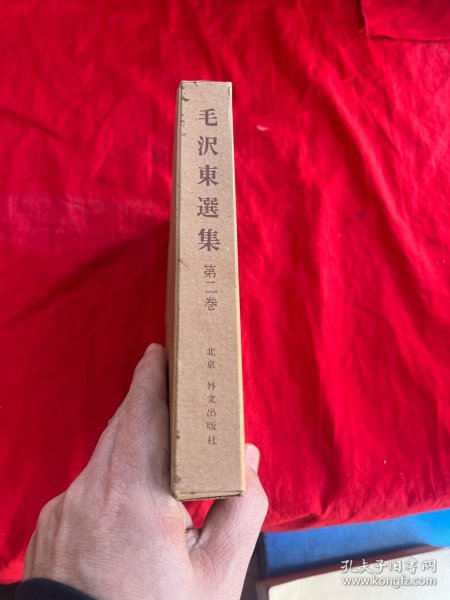 毛沢東選集
第二巻
北京 外文出版社
孔夫子旧书网
www.kongfz.com